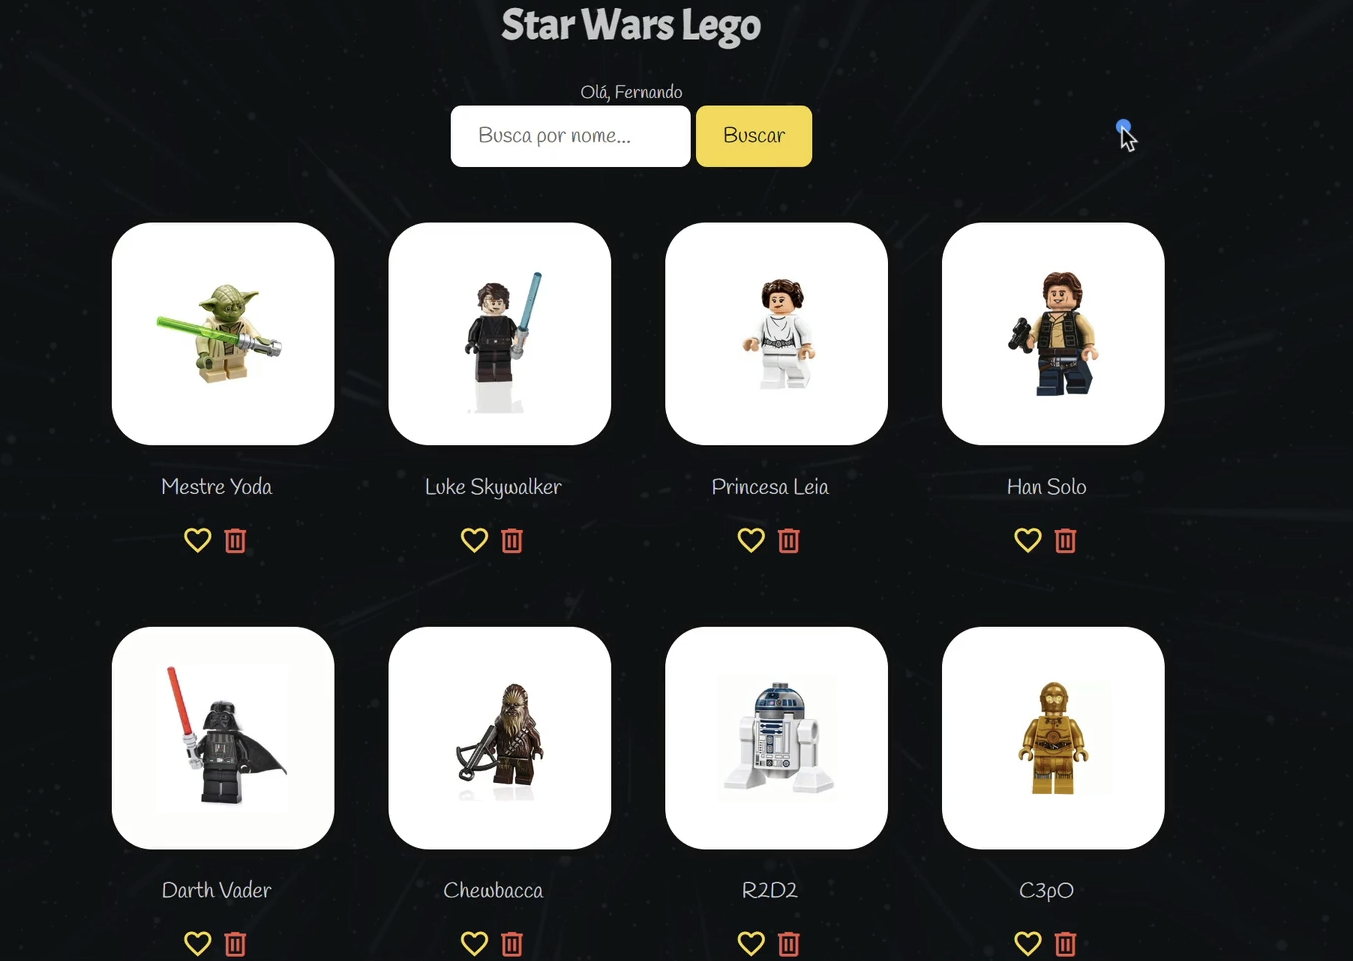 Star Wars Lego
Olá, Fernando
Busca por nome...
Buscar
Mestre Yoda
Luke Skywalker
Princesa Leia
Han Solo
Darth Vader
Chewbacca
R2D2
C3pO